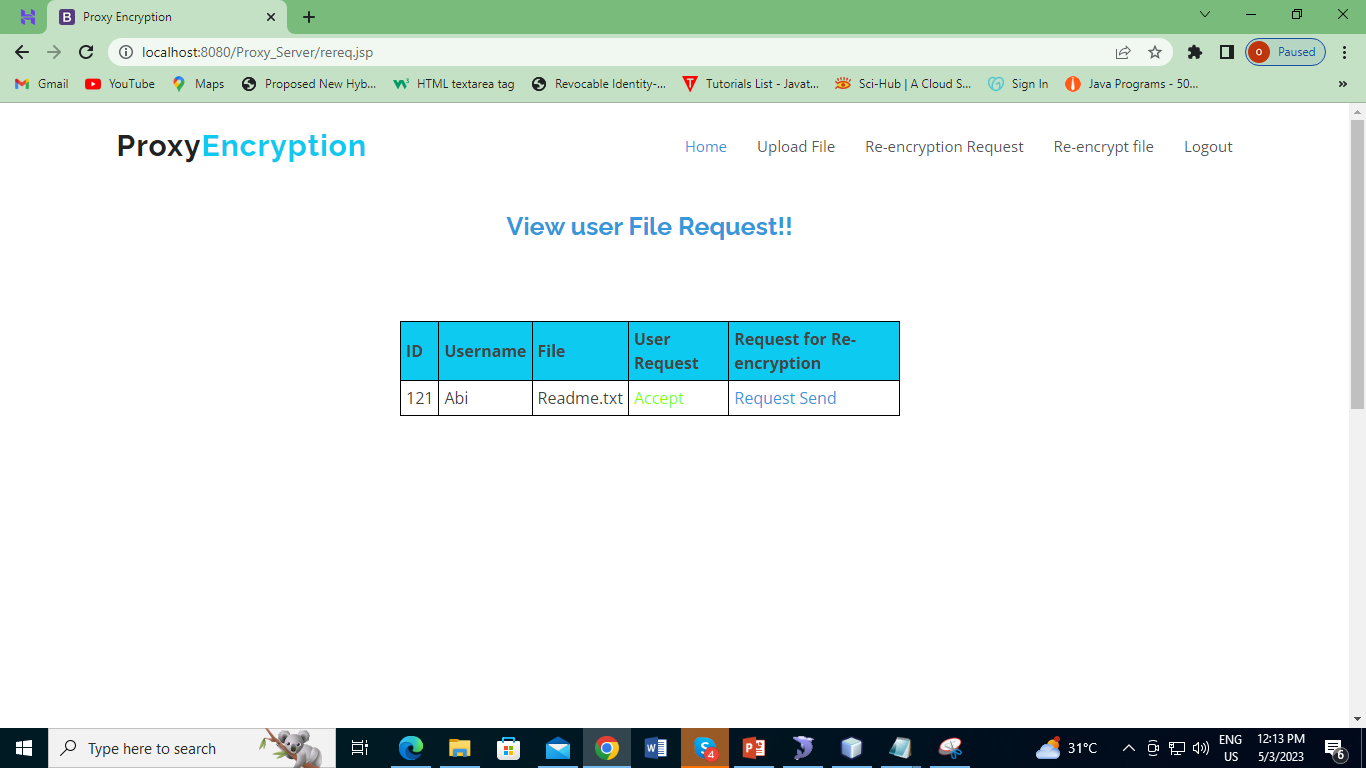 Proxy Encryption
localhost:8080/Proxy_Server/rereq.jsp
O Paused
Gmail YouTube Maps Proposed New Hyb... HTML textarea tag Revocable Identity-... Tutorials List - Javat... Sci-Hub | A Cloud S... Sign In Java Programs - 50... »
ProxyEncryption
Home Upload File Re-encryption Request Re-encrypt file Logout
View user File Request!!
ID Username File User Request Request for Re-encryption
121 Abi Readme.txt Accept Request Send
Type here to search
4
31°C
ENG
US
12:13 PM
5/3/2023
6